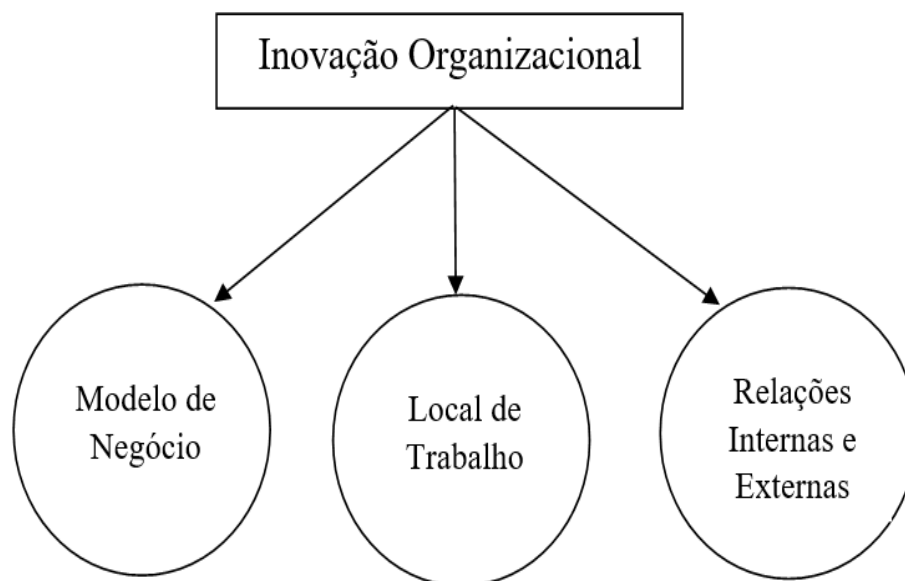 Inovação Organizacional
Modelo de
Negócio
Local de
Trabalho
Relações
Internas e
Externas